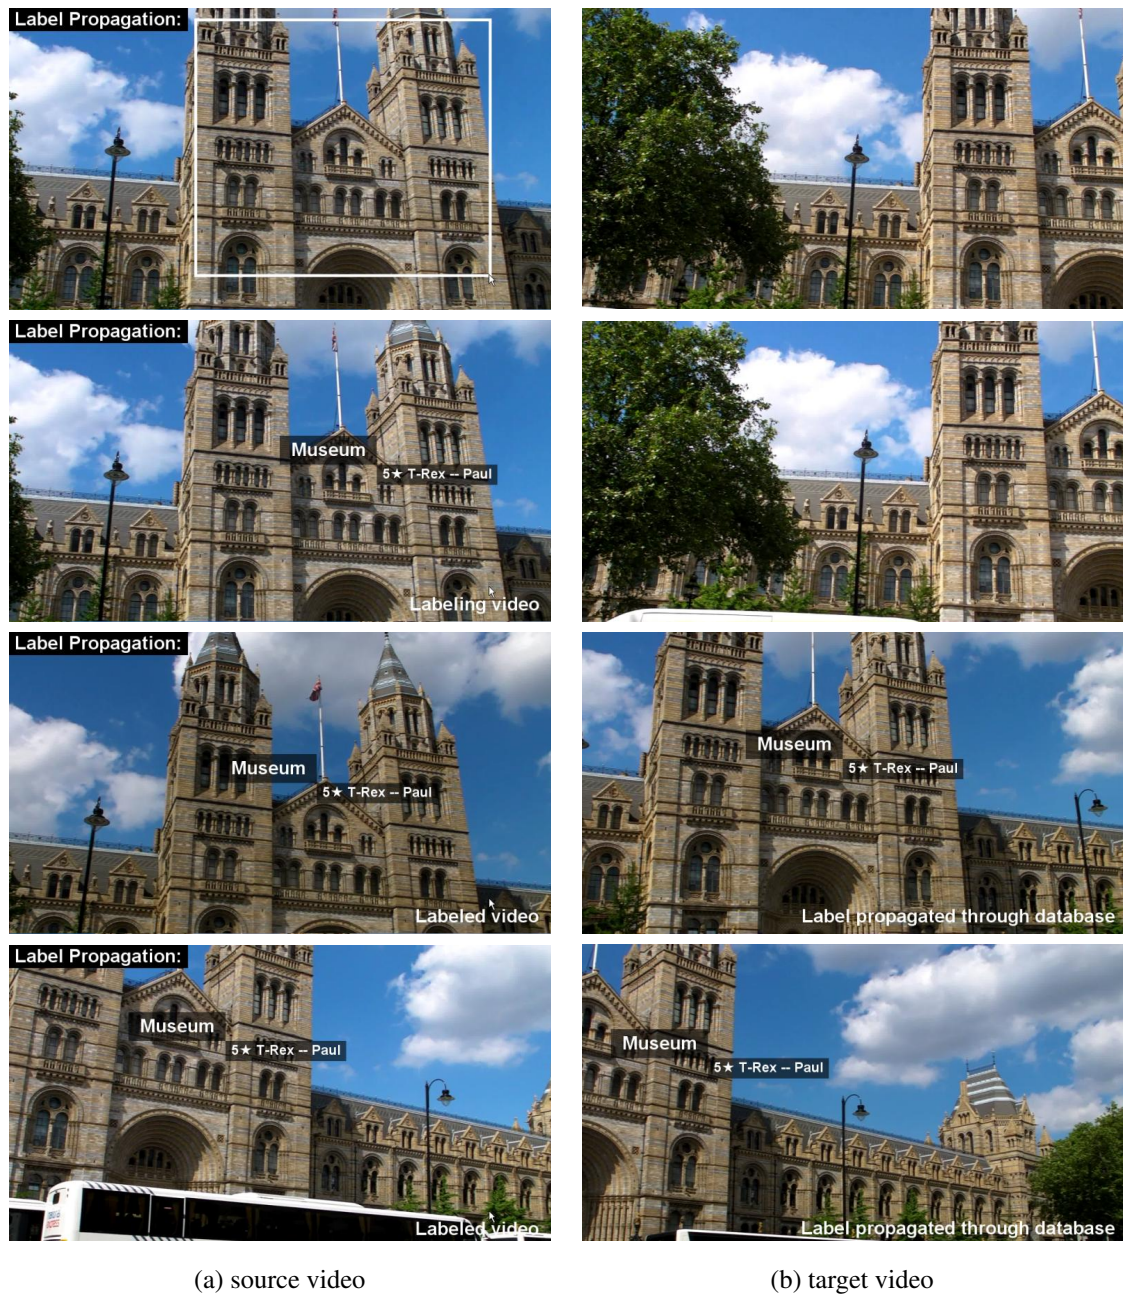 Label Propagation:
Label Propagation:
Museum
5★ T-Rex -- Paul
Labeling video
Label Propagation:
Museum
5★ T-Rex -- Paul
Labeled video
Museum
5★ T-Rex -- Paul
Label propagated through database
Label Propagation:
Museum
5★ T-Rex -- Paul
Labeled video
Museum
5★ T-Rex -- Paul
Label propagated through database
(a) source video
(b) target video